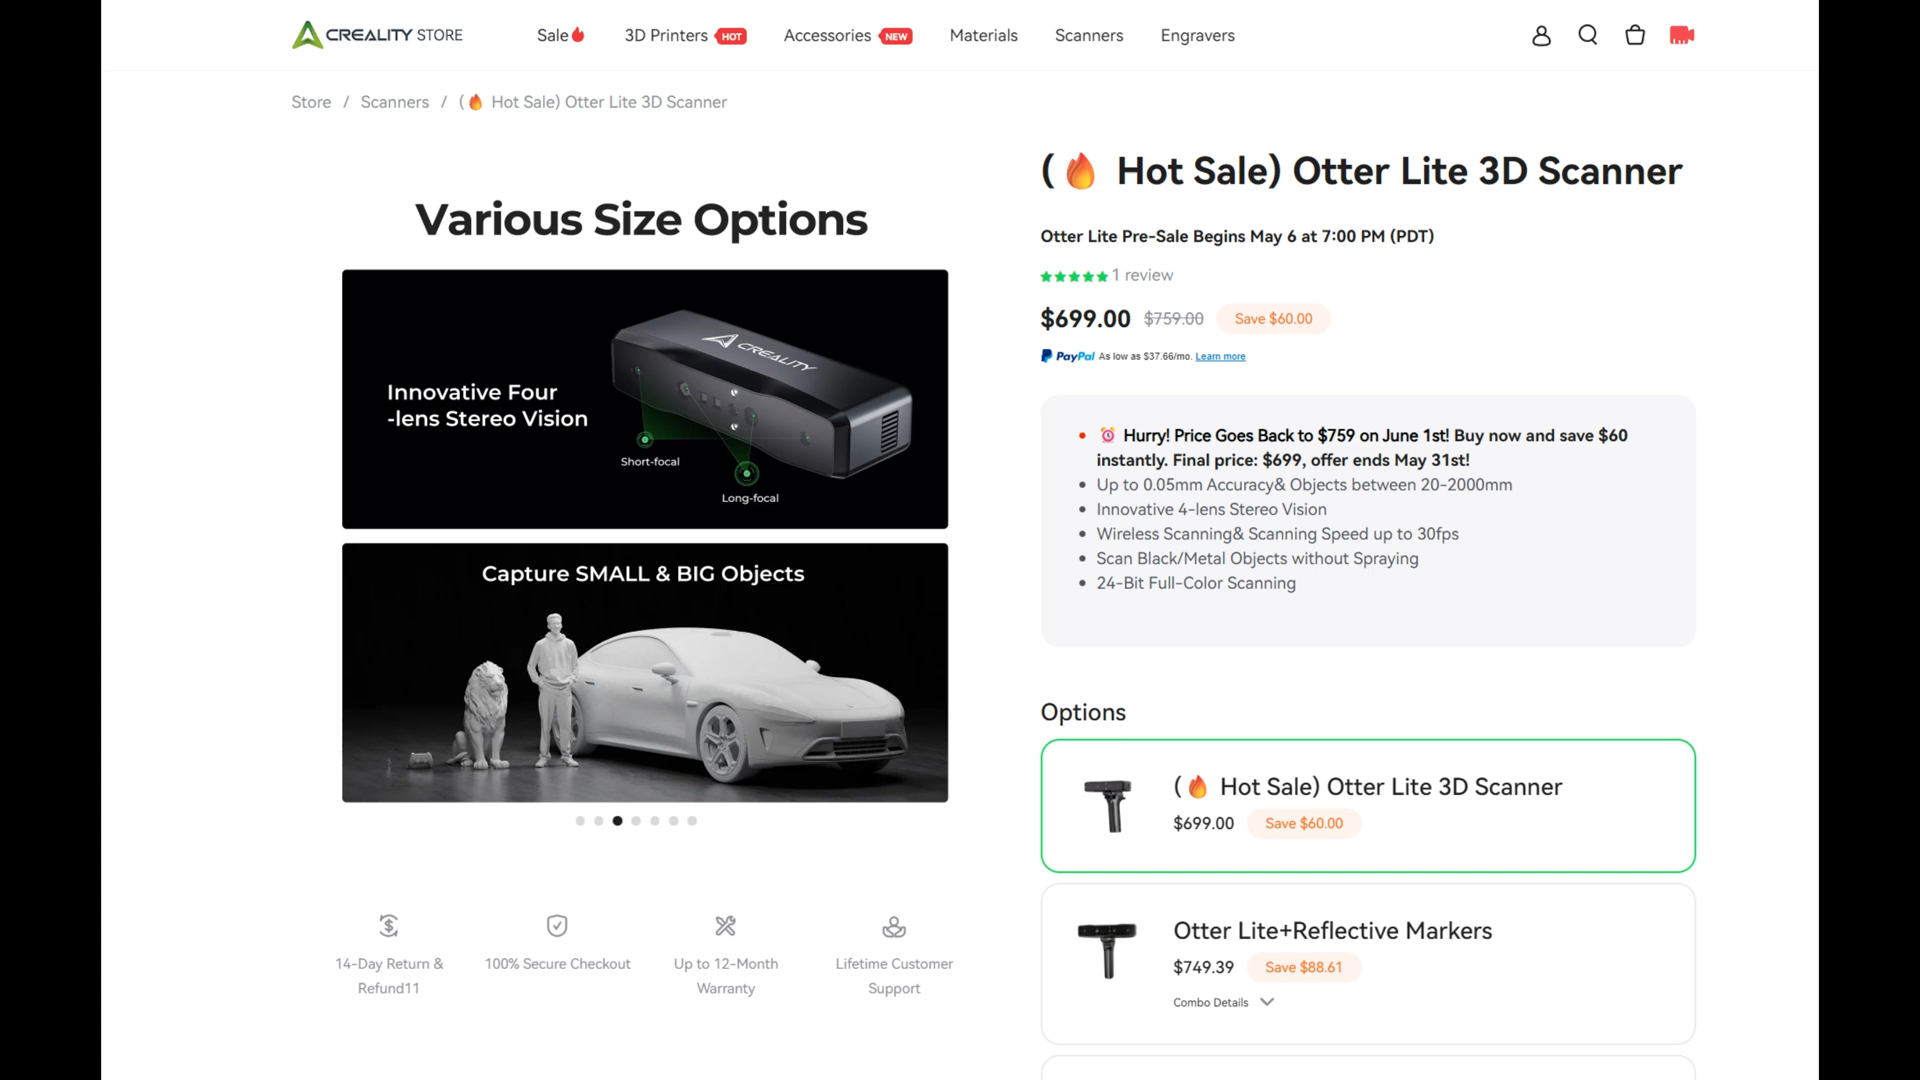 CREALITY STORE
Sale
3D Printers HOT
Accessories NEW
Materials
Scanners
Engravers
Store / Scanners / (🔥 Hot Sale) Otter Lite 3D Scanner
Various Size Options
CREALITY
Innovative Four
-lens Stereo Vision
Short-focal
Long-focal
Capture SMALL & BIG Objects
14-Day Return &
Refund11
100% Secure Checkout
Up to 12-Month
Warranty
Lifetime Customer
Support
(🔥 Hot Sale) Otter Lite 3D Scanner
Otter Lite Pre-Sale Begins May 6 at 7:00 PM (PDT)
1 review
$699.00 $759.00 Save $60.00
PayPal As low as $37.66/mo. Learn more
• ⏰ Hurry! Price Goes Back to $759 on June 1st! Buy now and save $60
instantly. Final price: $699, offer ends May 31st!
• Up to 0.05mm Accuracy& Objects between 20-2000mm
• Innovative 4-lens Stereo Vision
• Wireless Scanning& Scanning Speed up to 30fps
• Scan Black/Metal Objects without Spraying
• 24-Bit Full-Color Scanning
Options
(🔥 Hot Sale) Otter Lite 3D Scanner
$699.00 Save $60.00
Otter Lite+Reflective Markers
$749.39 Save $88.61
Combo Details